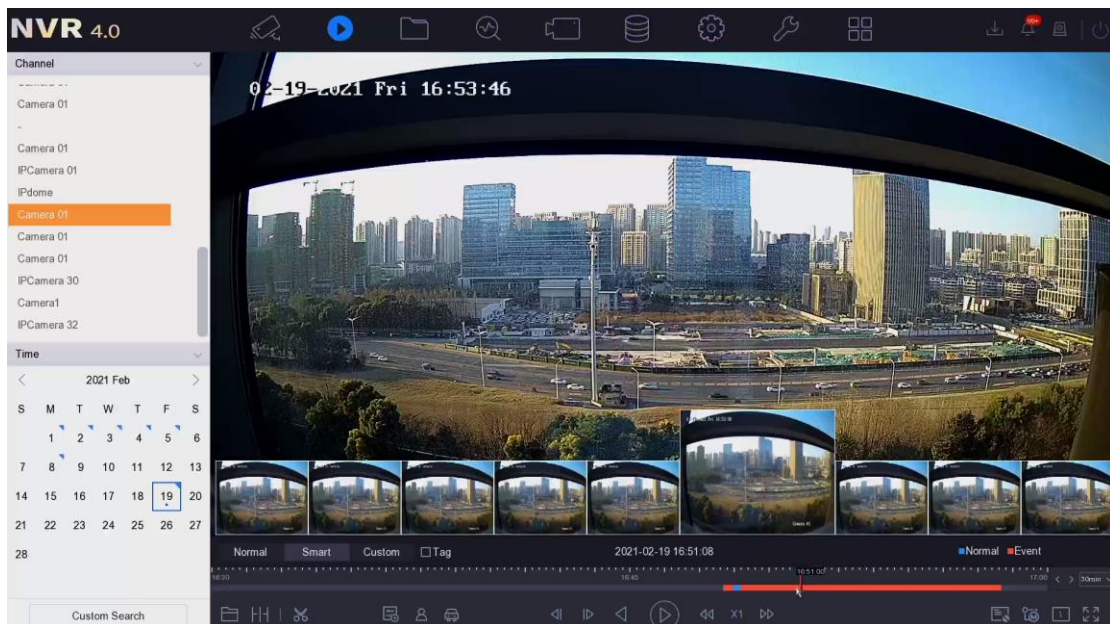 NVR 4.0
99+
Channel
Camera 01
-
Camera 01
IPCamera 01
IPdome
Camera 01
Camera 01
Camera 01
IPCamera 30
Camera1
IPCamera 32
Time
2021 Feb
S M T W T F S
1 2 3 4 5 6
7 8 9 10 11 12 13
14 15 16 17 18 19 20
21 22 23 24 25 26 27
28
Custom Search
02-19-2021 Fri 16:53:46
Normal Smart Custom Tag 2021-02-19 16:51:08 Normal Event
16:30 16:45 16:51:00 17:00 30min
X1 1